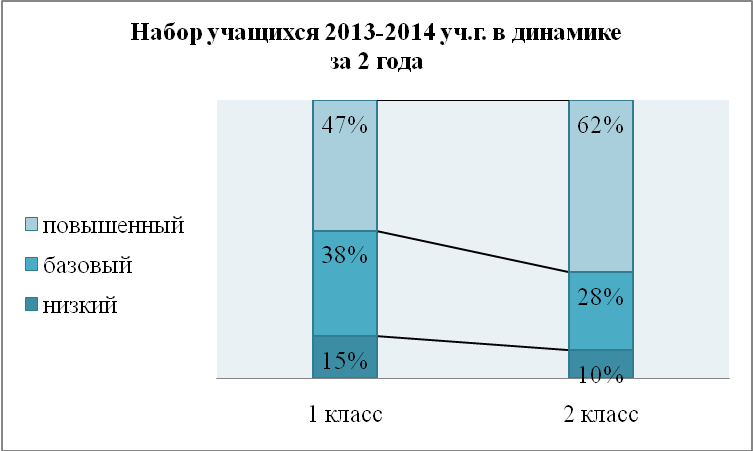 Набор учащихся 2013-2014 уч.г. в динамике
за 2 года
47%
62%
повышенный
38%
базовый
28%
низкий
15%
10%
1 класс
2 класс